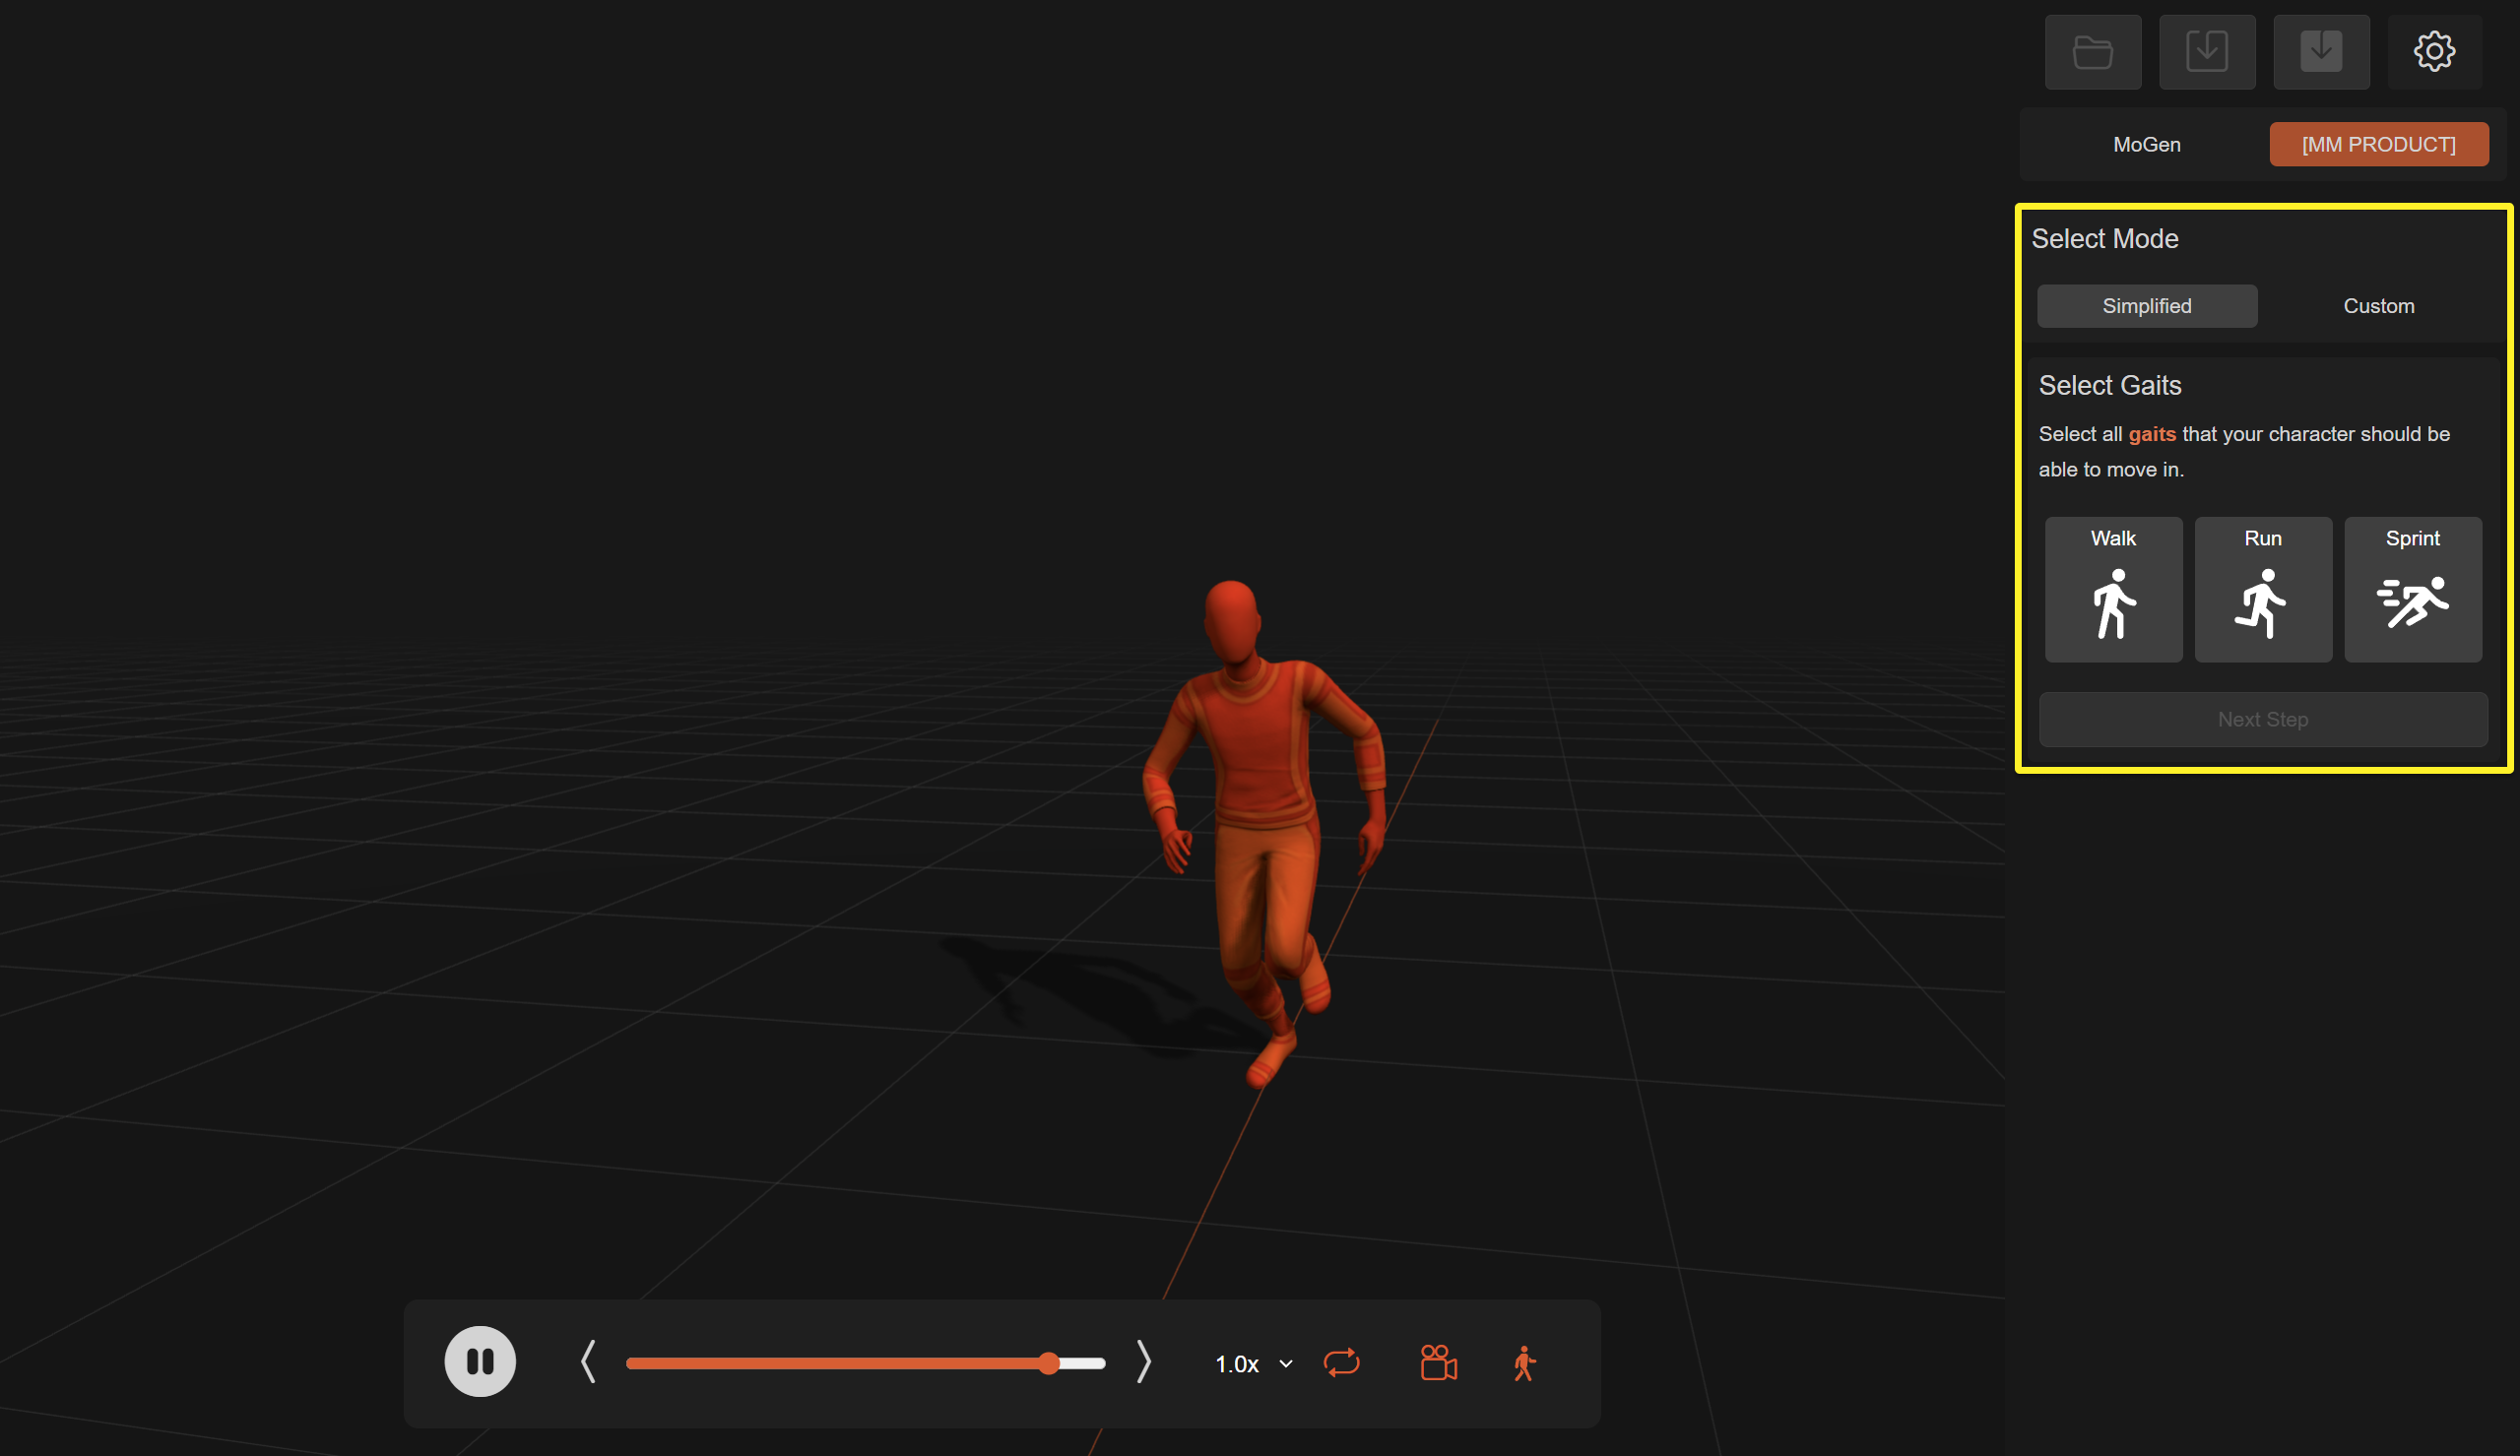 MoGen
[MM PRODUCT]
Select Mode
Simplified
Custom
Select Gaits
Select all gaits that your character should be
able to move in.
Walk
Run
Sprint
Next Step
1.0x